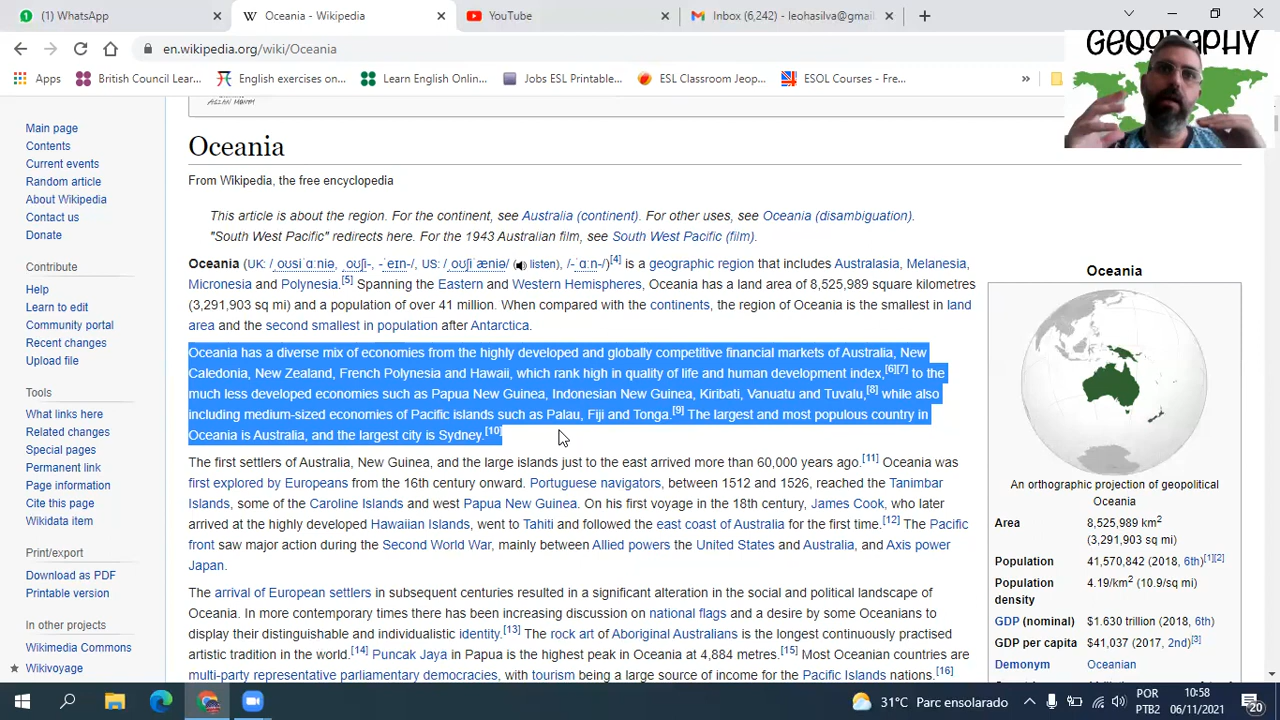 (1) WhatsApp
Oceania - Wikipedia
YouTube
Inbox (6,242) - leohasilva@gmail
en.wikipedia.org/wiki/Oceania
Apps
British Council Lear...
English exercises on...
Learn English Online...
Jobs ESL Printable...
ESL Classroom Jeop...
ESOL Courses - Fre...
»
GEOGRAPHY
Main page
Contents
Current events
Random article
About Wikipedia
Contact us
Donate
Contribute
Help
Learn to edit
Community portal
Recent changes
Upload file
Tools
What links here
Related changes
Special pages
Permanent link
Page information
Cite this page
Wikidata item
Print/export
Download as PDF
Printable version
In other projects
Wikimedia Commons
Wikivoyage
Oceania
From Wikipedia, the free encyclopedia
This article is about the region. For the continent, see Australia (continent). For other uses, see Oceania (disambiguation).
"South West Pacific" redirects here. For the 1943 Australian film, see South West Pacific (film).
Oceania (UK: /ˌoʊsiˈɑːniə, ˌoʊʃi-, -ˈeɪn-/, US: /ˌoʊʃiˈæniə/ (listen), /-ˈɑːn-/)[4] is a geographic region that includes Australasia, Melanesia,
Micronesia and Polynesia.[5] Spanning the Eastern and Western Hemispheres, Oceania has a land area of 8,525,989 square kilometres
(3,291,903 sq mi) and a population of over 41 million. When compared with the continents, the region of Oceania is the smallest in land
area and the second smallest in population after Antarctica.
Oceania has a diverse mix of economies from the highly developed and globally competitive financial markets of Australia, New
Caledonia, New Zealand, French Polynesia and Hawaii, which rank high in quality of life and human development index,[6][7] to the
much less developed economies such as Papua New Guinea, Indonesian New Guinea, Kiribati, Vanuatu and Tuvalu,[8] while also
including medium-sized economies of Pacific islands such as Palau, Fiji and Tonga.[9] The largest and most populous country in
Oceania is Australia, and the largest city is Sydney.[10]
The first settlers of Australia, New Guinea, and the large islands just to the east arrived more than 60,000 years ago.[11] Oceania was
first explored by Europeans from the 16th century onward. Portuguese navigators, between 1512 and 1526, reached the Tanimbar
Islands, some of the Caroline Islands and west Papua New Guinea. On his first voyage in the 18th century, James Cook, who later
arrived at the highly developed Hawaiian Islands, went to Tahiti and followed the east coast of Australia for the first time.[12] The Pacific
front saw major action during the Second World War, mainly between Allied powers the United States and Australia, and Axis power
Japan.
The arrival of European settlers in subsequent centuries resulted in a significant alteration in the social and political landscape of
Oceania. In more contemporary times there has been increasing discussion on national flags and a desire by some Oceanians to
display their distinguishable and individualistic identity.[13] The rock art of Aboriginal Australians is the longest continuously practised
artistic tradition in the world.[14] Puncak Jaya in Papua is the highest peak in Oceania at 4,884 metres.[15] Most Oceanian countries are
multi-party representative parliamentary democracies, with tourism being a large source of income for the Pacific Islands nations.[16]
Oceania
An orthographic projection of geopolitical
Oceania
Area 8,525,989 km2
(3,291,903 sq mi)
Population 41,570,842 (2018, 6th)[1][2]
Population 4.19/km2 (10.9/sq mi)
density
GDP (nominal) $1.630 trillion (2018, 6th)
GDP per capita $41,037 (2017, 2nd)[3]
Demonym Oceanian
31°C Parc ensolarado
POR
PTB2
10:58
06/11/2021
20